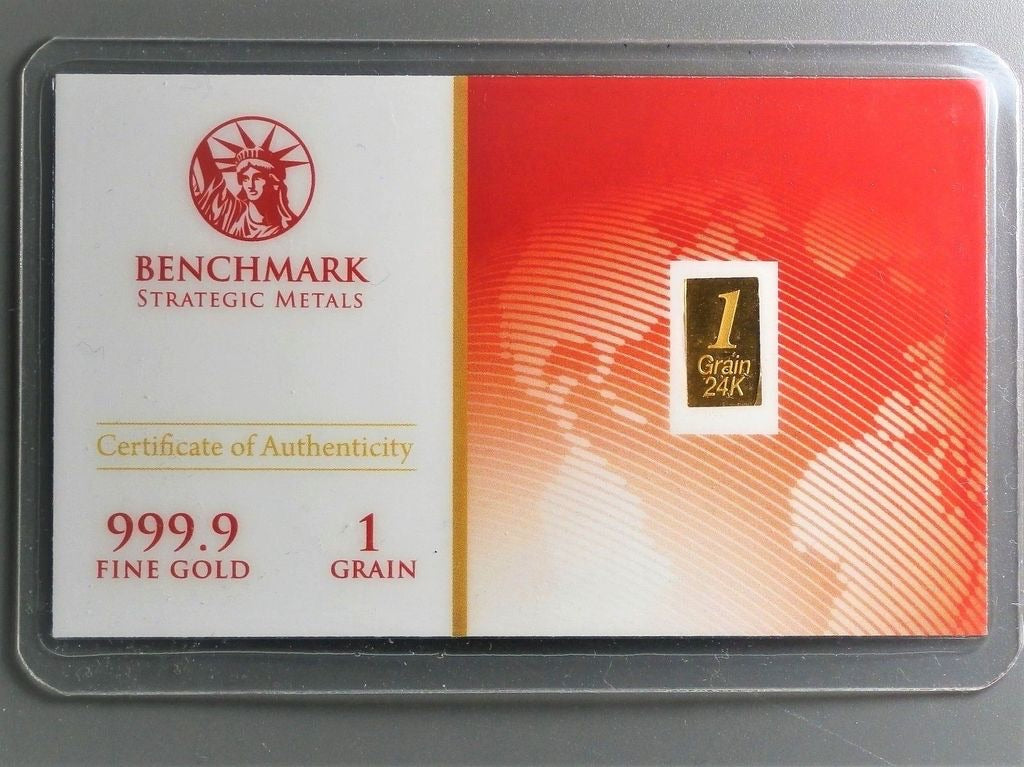 BENCHMARK
STRATEGIC METALS
Certificate of Authenticity
999.9
FINE GOLD
1
GRAIN
1
Grain
24K